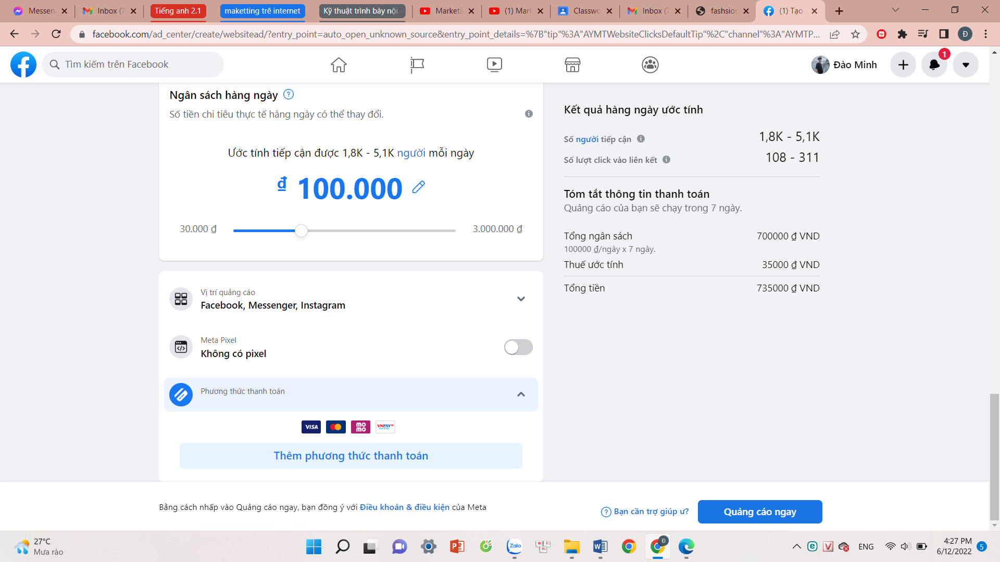 Messen
Inbox (7
Tiếng anh 2.1
maketting trê internet
Kỹ thuật trình bày nội
Marketi
(1) Mark
Classwo
Inbox (7
fashsion
(1) Tạo
facebook.com/ad_center/create/websitead/?entry_point=auto_open_unknown_source&entry_point_details=%7B"tip"%3A"AYMTWebsiteClicksDefaultTip"%2C"channel"%3A"AYMTP...
Đ
Tìm kiếm trên Facebook
Đào Minh
1
Ngân sách hàng ngày
Số tiền chi tiêu thực tế hàng ngày có thể thay đổi.
Ước tính tiếp cận được 1,8K - 5,1K người mỗi ngày
₫ 100.000
30.000 ₫
3.000.000 ₫
Vị trí quảng cáo
Facebook, Messenger, Instagram
Meta Pixel
Không có pixel
Phương thức thanh toán
VISA
mo mo
VNPAY
Thêm phương thức thanh toán
Kết quả hàng ngày ước tính
Số người tiếp cận 1,8K - 5,1K
Số lượt click vào liên kết 108 - 311
Tóm tắt thông tin thanh toán
Quảng cáo của bạn sẽ chạy trong 7 ngày.
Tổng ngân sách 700000 ₫ VND
100000 ₫/ngày x 7 ngày.
Thuế ước tính 35000 ₫ VND
Tổng tiền 735000 ₫ VND
Bằng cách nhấp vào Quảng cáo ngay, bạn đồng ý với Điều khoản & điều kiện của Meta
Bạn cần trợ giúp ư?
Quảng cáo ngay
27°C
Mưa rào
Zalo
ENG
4:27 PM
6/12/2022
5